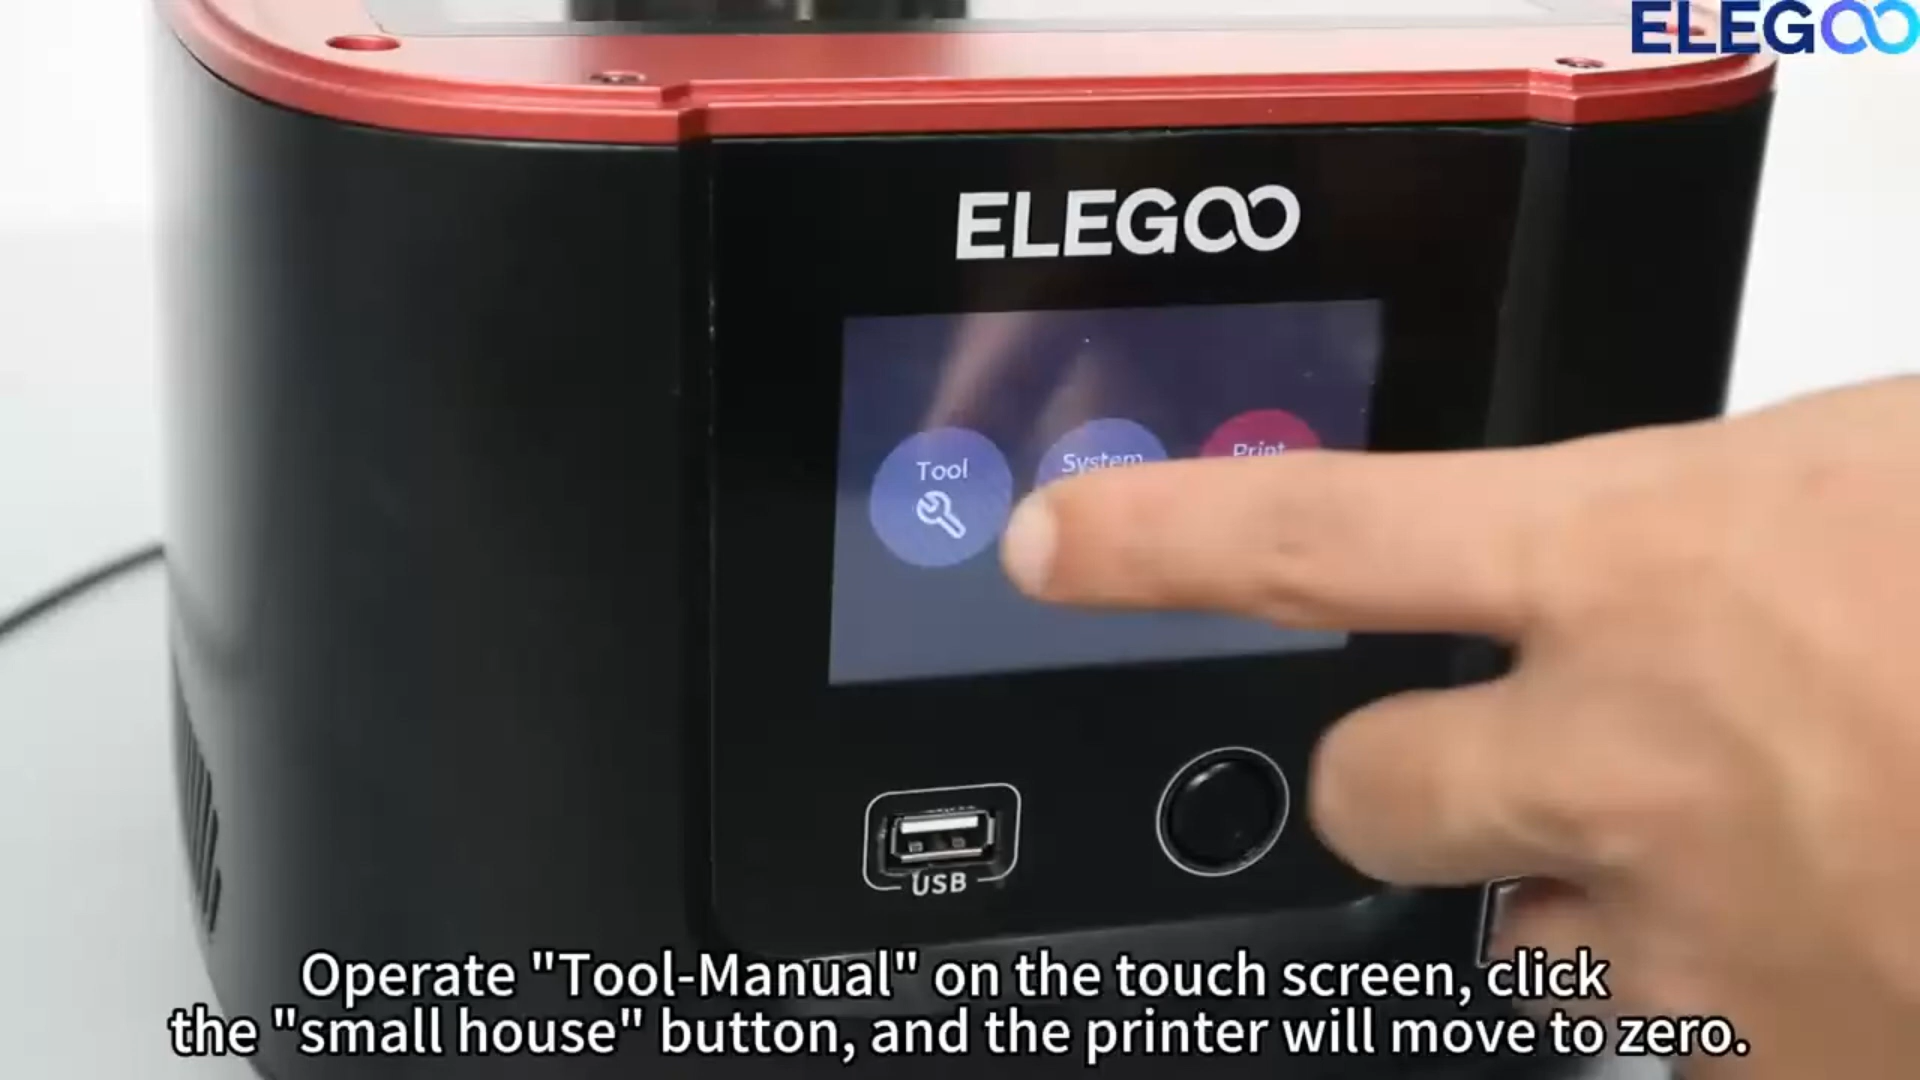 ELEGOO
ELEGOO
Tool
System
Print
USB
Operate "Tool-Manual" on the touch screen, click
the "small house" button, and the printer will move to zero.